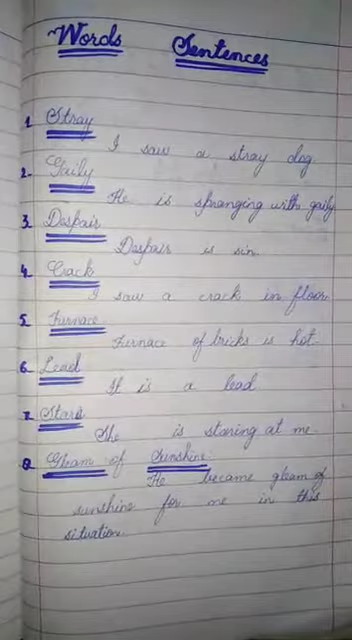 Words Sentences
1. Stray
I saw a stray dog.
2. Gaily
He is spranging with gaily
3. Despair
Despair is sin.
4. Crack
I saw a crack in floor
5. Furnace
Furnace of bricks is hot.
6. Lead
It is a lead
7. Stare
She is staring at me.
8. Gleam of Sunshine.
He became gleam of
sunshine for me in this
situation.